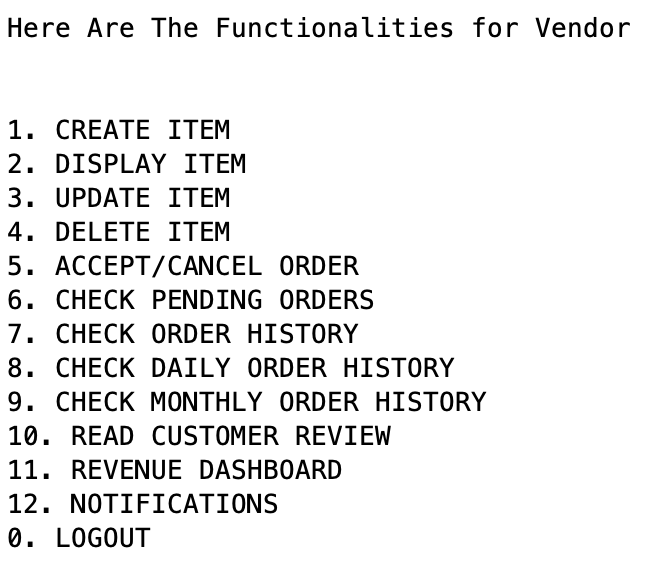 Here Are The Functionalities for Vendor
1. CREATE ITEM
2. DISPLAY ITEM
3. UPDATE ITEM
4. DELETE ITEM
5. ACCEPT/CANCEL ORDER
6. CHECK PENDING ORDERS
7. CHECK ORDER HISTORY
8. CHECK DAILY ORDER HISTORY
9. CHECK MONTHLY ORDER HISTORY
10. READ CUSTOMER REVIEW
11. REVENUE DASHBOARD
12. NOTIFICATIONS
0. LOGOUT